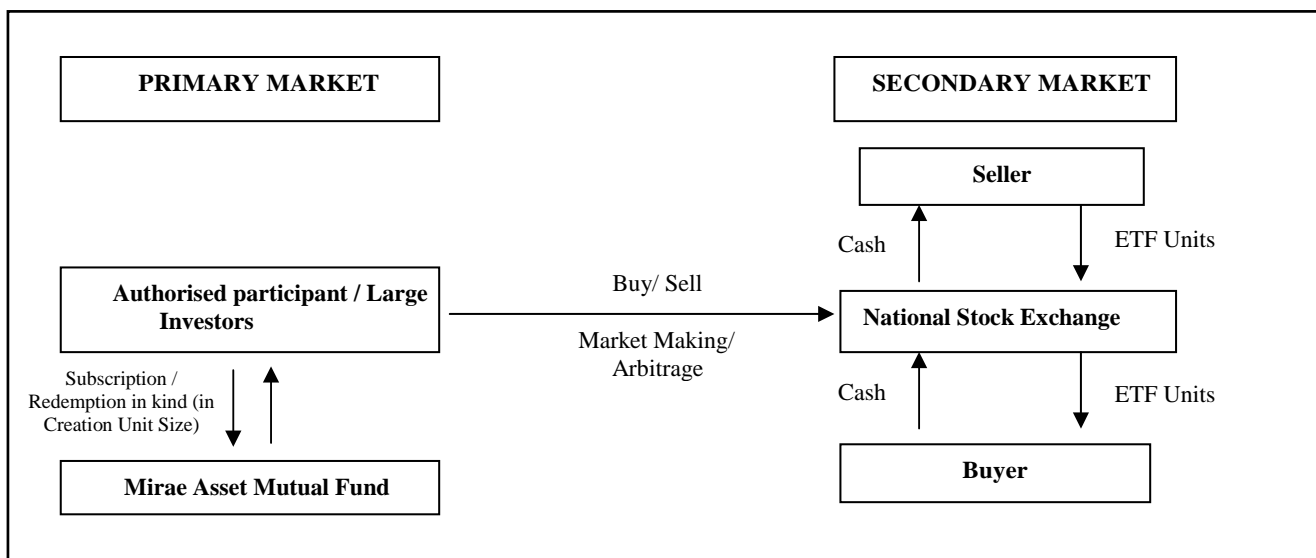 PRIMARY MARKET
SECONDARY MARKET
Seller
Cash
ETF Units
Authorised participant / Large
Investors
Buy/ Sell
National Stock Exchange
Market Making/
Arbitrage
Subscription /
Redemption in kind (in
Creation Unit Size)
Cash
ETF Units
Mirae Asset Mutual Fund
Buyer